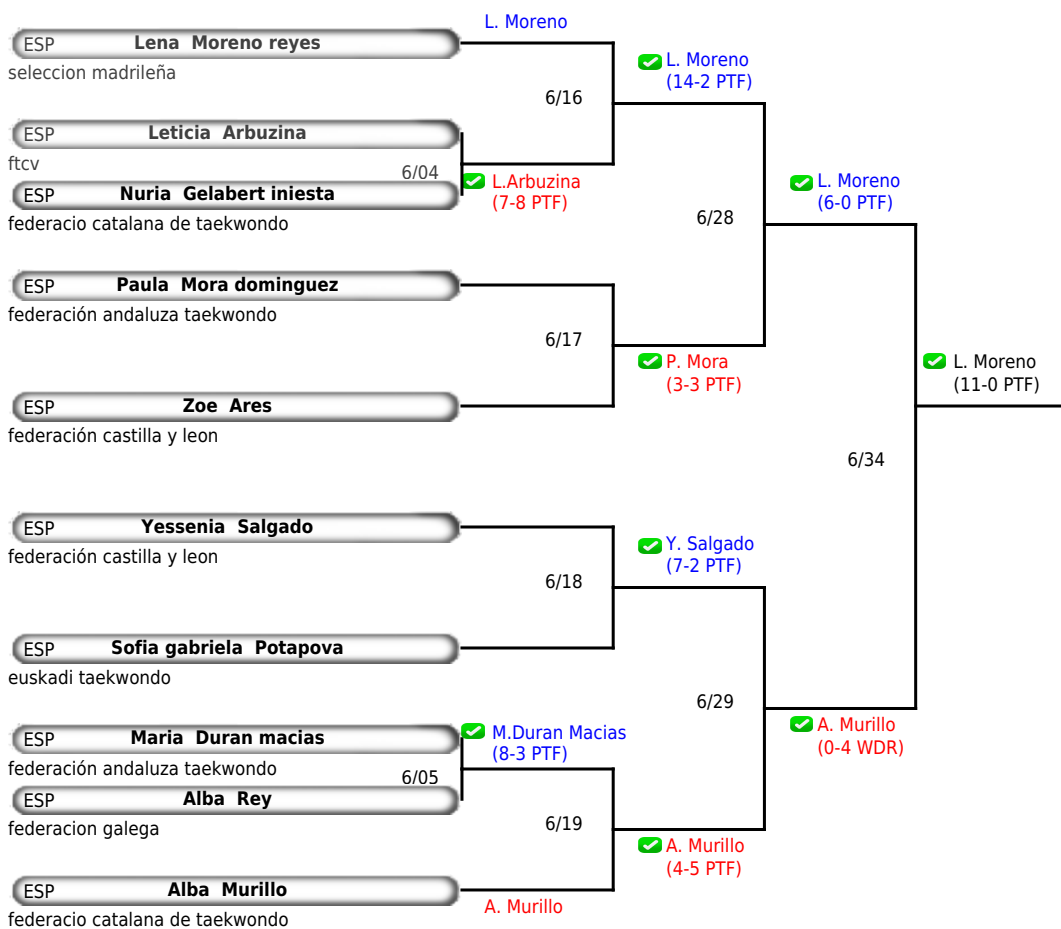 L. Moreno
ESP Lena Moreno reyes
seleccion madrileña
L. Moreno
(14-2 PTF)
6/16
ESP Leticia Arbuzina
ftcv
6/04
L.Arbuzina
(7-8 PTF)
ESP Nuria Gelabert iniesta
federacio catalana de taekwondo
L. Moreno
(6-0 PTF)
6/28
ESP Paula Mora dominguez
federación andaluza taekwondo
6/17
P. Mora
(3-3 PTF)
L. Moreno
(11-0 PTF)
ESP Zoe Ares
federación castilla y leon
6/34
ESP Yessenia Salgado
federación castilla y leon
Y. Salgado
(7-2 PTF)
6/18
ESP Sofia gabriela Potapova
euskadi taekwondo
6/29
A. Murillo
(0-4 WDR)
ESP Maria Duran macias
federación andaluza taekwondo
M.Duran Macias
(8-3 PTF)
6/05
ESP Alba Rey
federacion galega
6/19
A. Murillo
(4-5 PTF)
ESP Alba Murillo
federacio catalana de taekwondo
A. Murillo